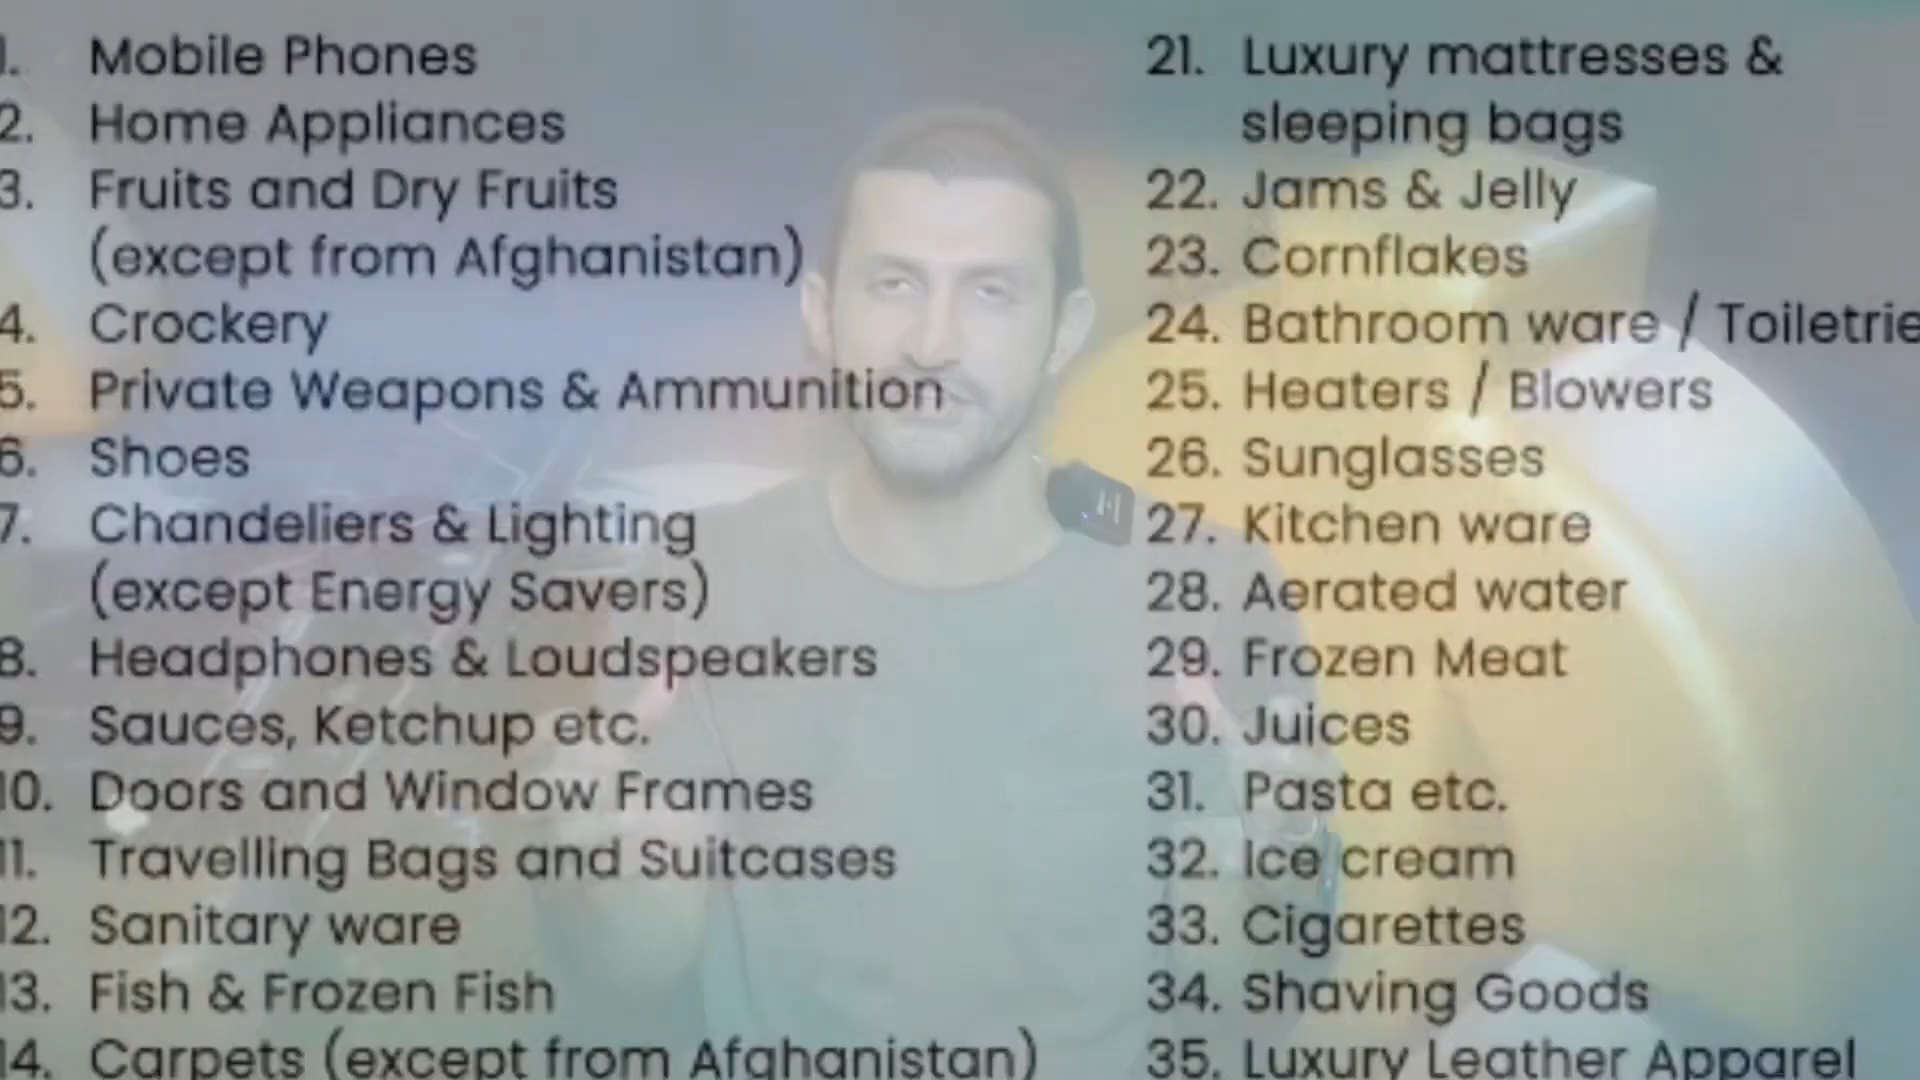 1. Mobile Phones
2. Home Appliances
3. Fruits and Dry Fruits
(except from Afghanistan)
4. Crockery
5. Private Weapons & Ammunition
6. Shoes
7. Chandeliers & Lighting
(except Energy Savers)
8. Headphones & Loudspeakers
9. Sauces, Ketchup etc.
10. Doors and Window Frames
11. Travelling Bags and Suitcases
12. Sanitary ware
13. Fish & Frozen Fish
14. Carpets (except from Afghanistan)
21. Luxury mattresses &
sleeping bags
22. Jams & Jelly
23. Cornflakes
24. Bathroom ware / Toiletrie
25. Heaters / Blowers
26. Sunglasses
27. Kitchen ware
28. Aerated water
29. Frozen Meat
30. Juices
31. Pasta etc.
32. Ice cream
33. Cigarettes
34. Shaving Goods
35. Luxury Leather Apparel